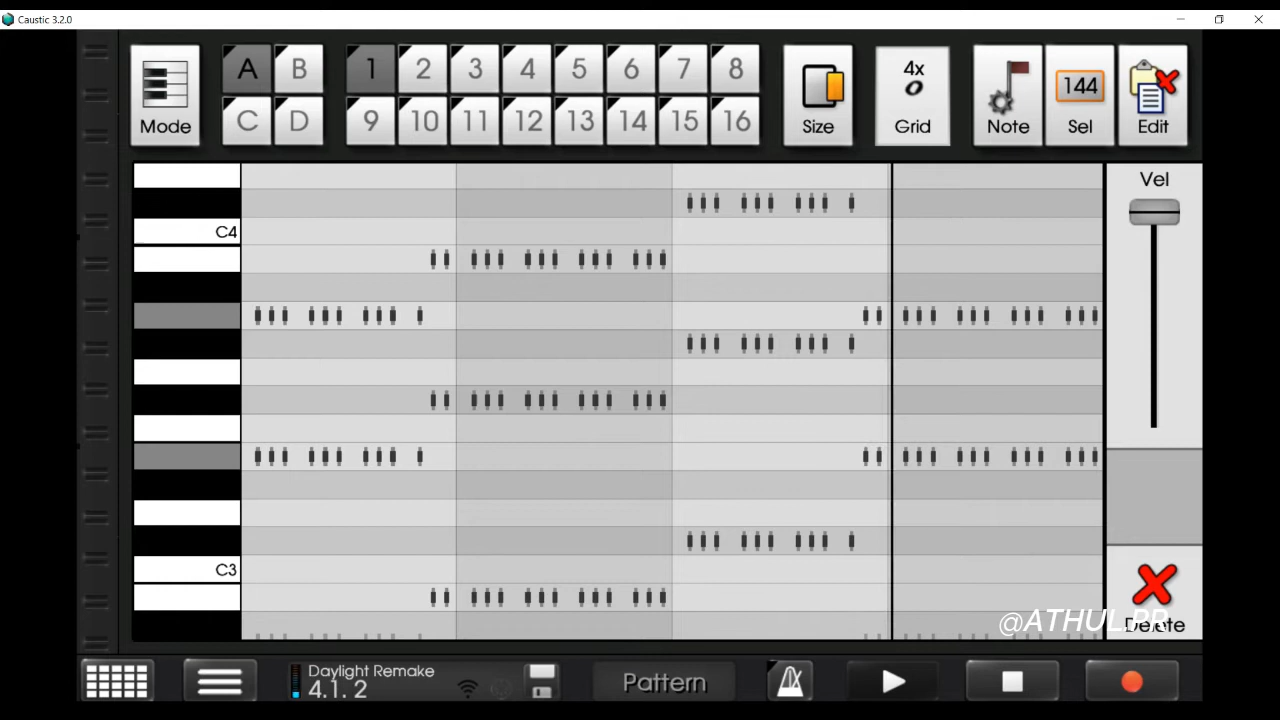 Caustic 3.2.0
Mode
A B
C D
1 2 3 4 5 6 7 8
9 10 11 12 13 14 15 16
Size
4x
Grid
Note
144
Sel
Edit
Vel
C4
C3
@ATHUL.PR
Delete
Daylight Remake
4.1. 2
Pattern